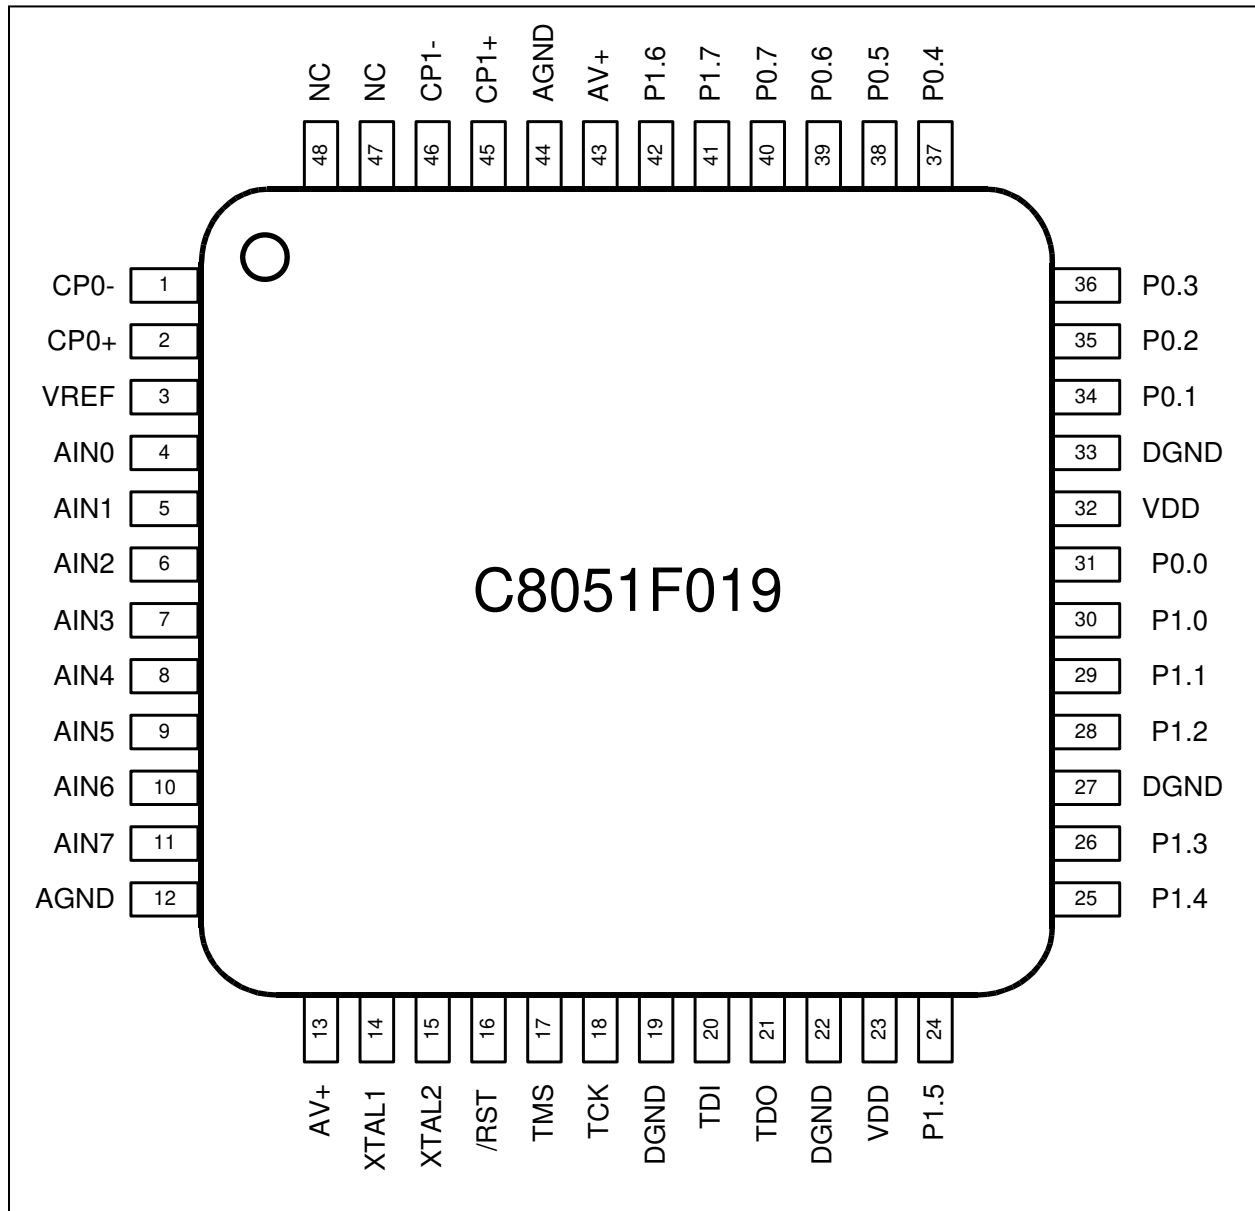 NC NC CP1- CP1+ AGND AV+ P1.6 P1.7 P0.7 P0.6 P0.5 P0.4
48 47 46 45 44 43 42 41 40 39 38 37
CP0- 1 36 P0.3
CP0+ 2 35 P0.2
VREF 3 34 P0.1
AIN0 4 33 DGND
AIN1 5 32 VDD
AIN2 6 31 P0.0
C8051F019
AIN3 7 30 P1.0
AIN4 8 29 P1.1
AIN5 9 28 P1.2
AIN6 10 27 DGND
AIN7 11 26 P1.3
AGND 12 25 P1.4
13 14 15 16 17 18 19 20 21 22 23 24
AV+ XTAL1 XTAL2 /RST TMS TCK DGND TDI TDO DGND VDD P1.5